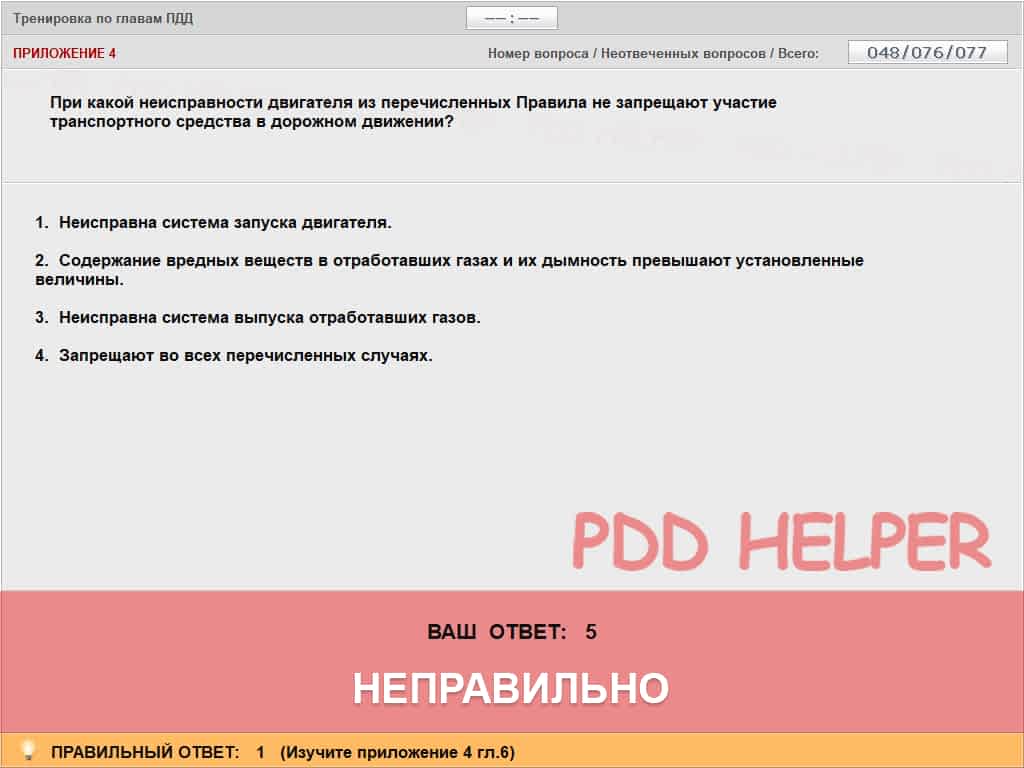 Тренировка по главам ПДД
—— : ——
ПРИЛОЖЕНИЕ 4
Номер вопроса / Неотвеченных вопросов / Всего:
048/076/077
При какой неисправности двигателя из перечисленных Правила не запрещают участие
транспортного средства в дорожном движении?
1. Неисправна система запуска двигателя.
2. Содержание вредных веществ в отработавших газах и их дымность превышают установленные
величины.
3. Неисправна система выпуска отработавших газов.
4. Запрещают во всех перечисленных случаях.
PDD HELPER
ВАШ ОТВЕТ: 5
НЕПРАВИЛЬНО
ПРАВИЛЬНЫЙ ОТВЕТ: 1 (Изучите приложение 4 гл.6)